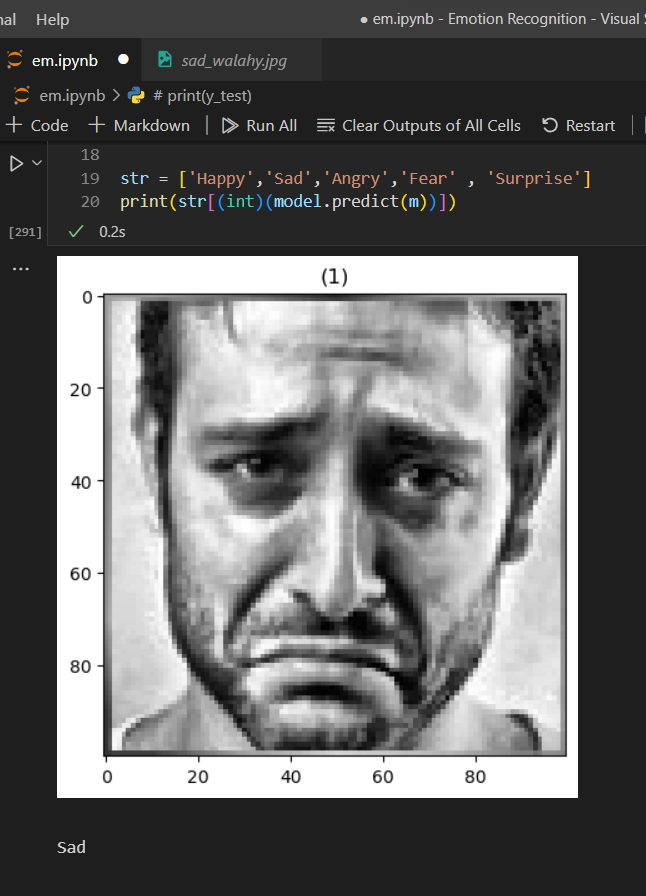 nal Help ● em.ipynb - Emotion Recognition - Visual S
em.ipynb ● sad_walahy.jpg
em.ipynb > # print(y_test)
+ Code + Markdown | Run All Clear Outputs of All Cells Restart |
18
19 str = ['Happy','Sad','Angry','Fear' , 'Surprise']
20 print(str[(int)(model.predict(m))])
[291] ✓ 0.2s
...
(1)
0
20
40
60
80
0 20 40 60 80
Sad